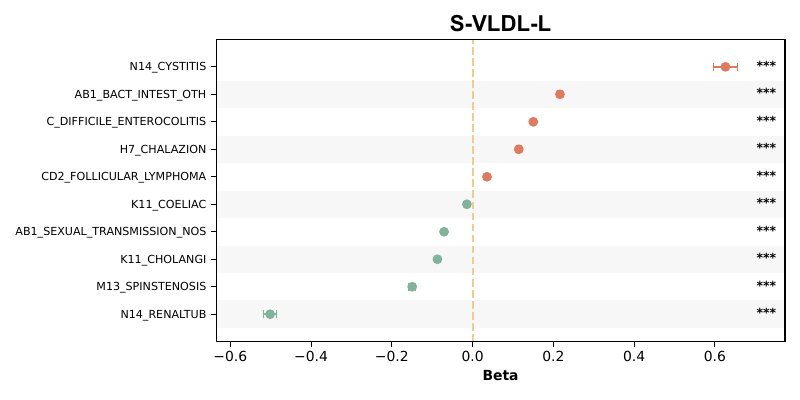 S-VLDL-L
N14_CYSTITIS ***
AB1_BACT_INTEST_OTH ***
C_DIFFICILE_ENTEROCOLITIS ***
H7_CHALAZION ***
CD2_FOLLICULAR_LYMPHOMA ***
K11_COELIAC ***
AB1_SEXUAL_TRANSMISSION_NOS ***
K11_CHOLANGI ***
M13_SPINSTENOSIS ***
N14_RENALTUB ***
−0.6 −0.4 −0.2 0.0 0.2 0.4 0.6
Beta